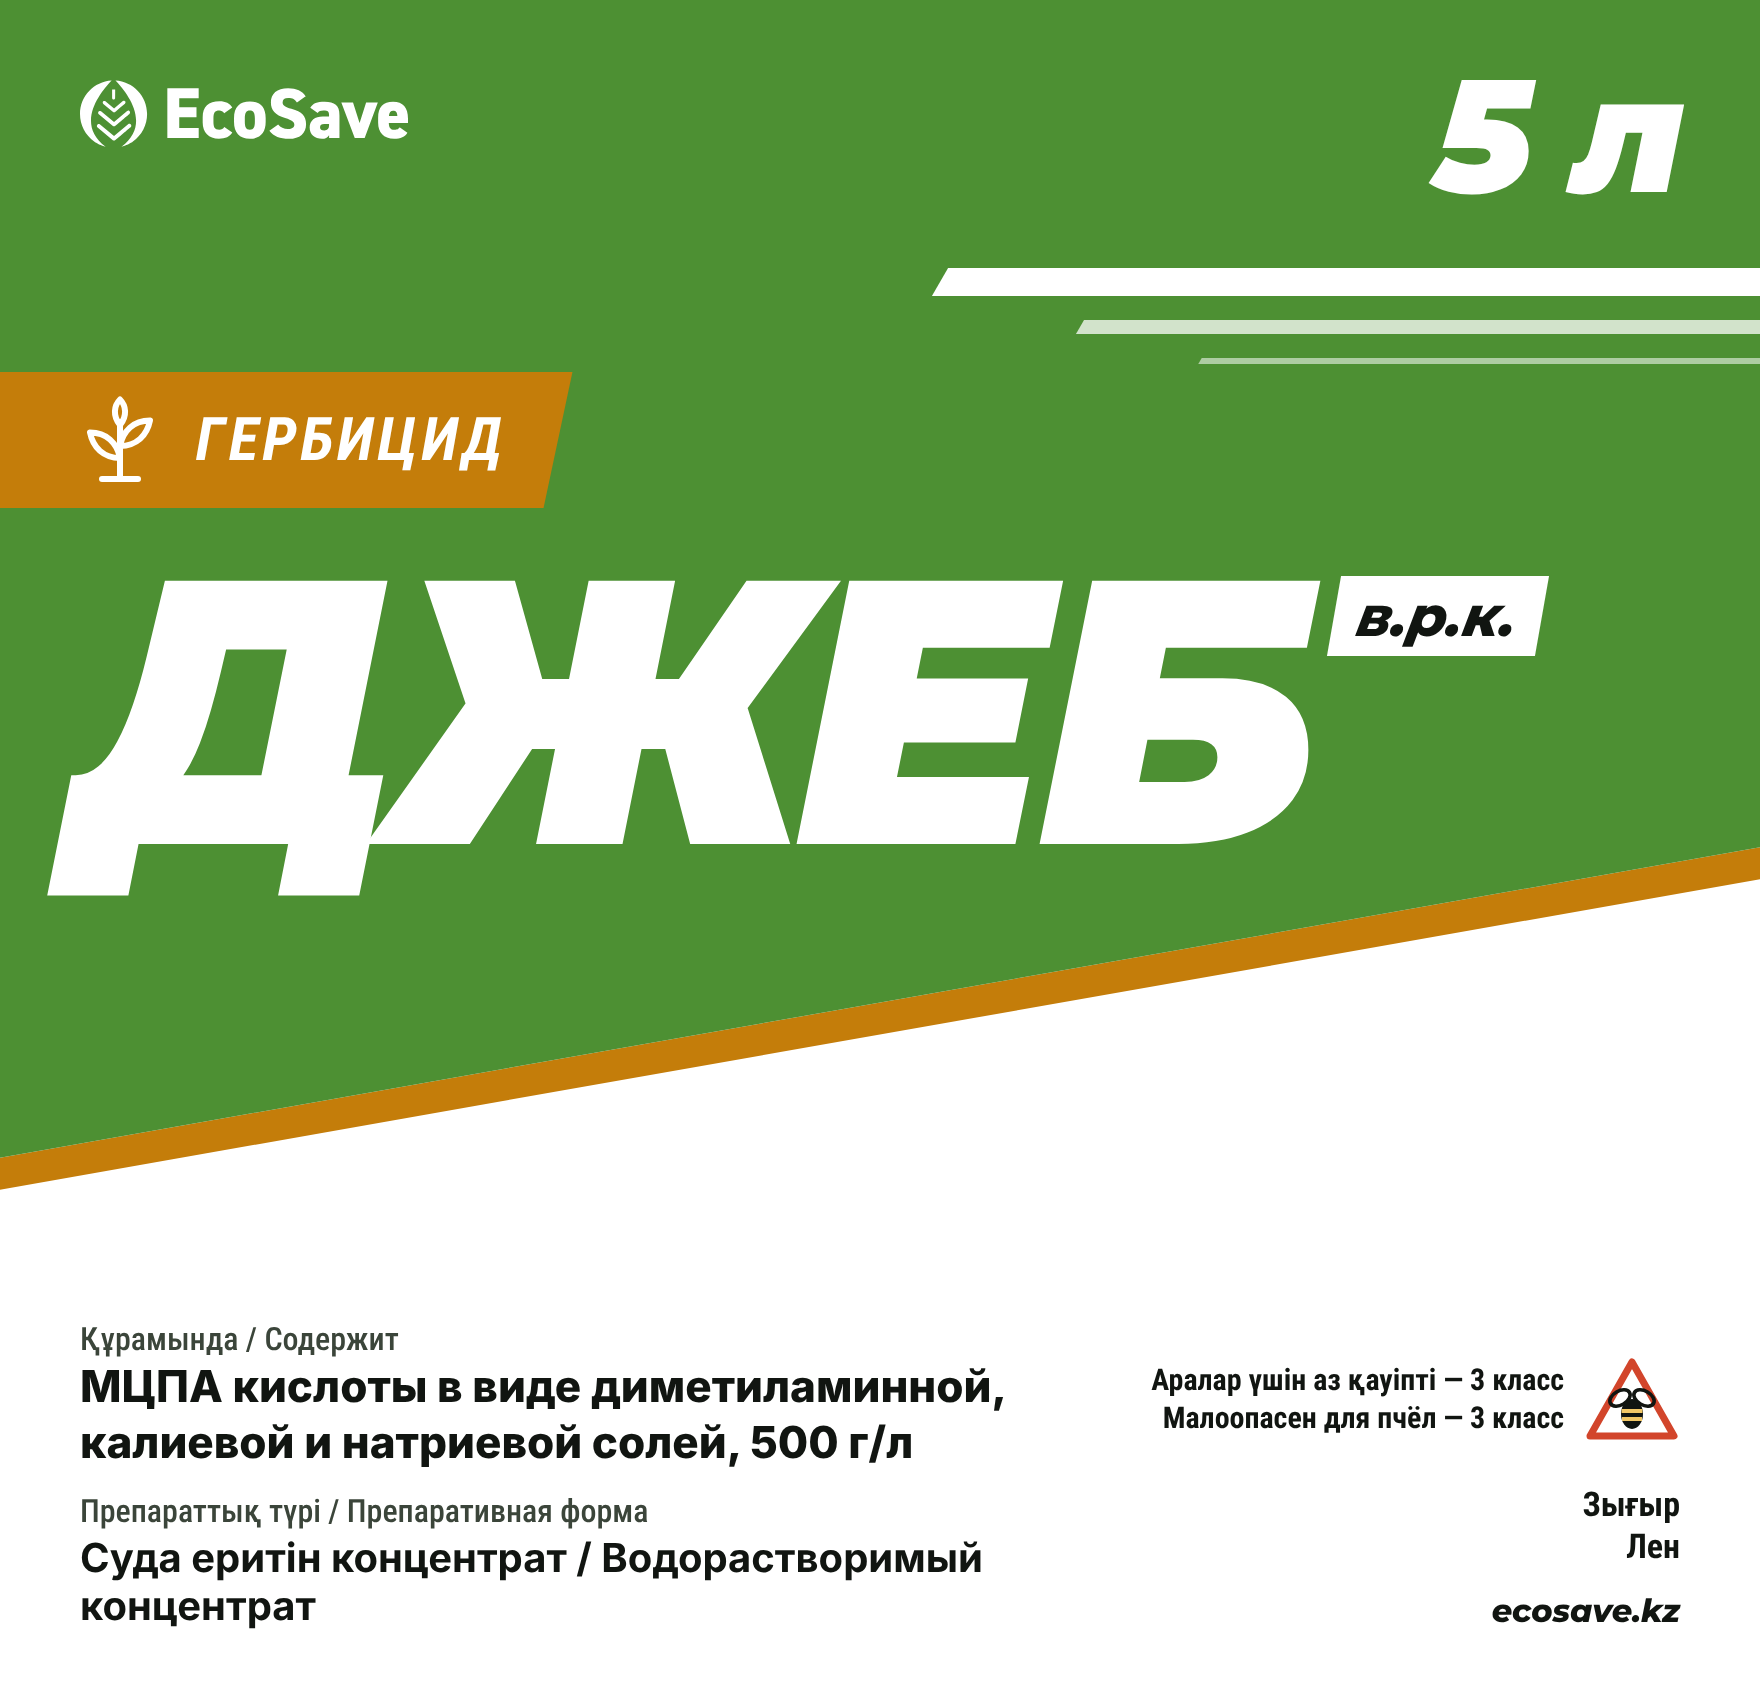 EcoSave
5 л
ГЕРБИЦИД
ДЖЕБ
в.р.к.
Құрамында / Содержит
МЦПА кислоты в виде диметиламинной,
калиевой и натриевой солей, 500 г/л
Препараттық түрі / Препаративная форма
Суда еритін концентрат / Водорастворимый
концентрат
Аралар үшін аз қауіпті – 3 класс
Малоопасен для пчёл – 3 класс
Зығыр
Лен
ecosave.kz